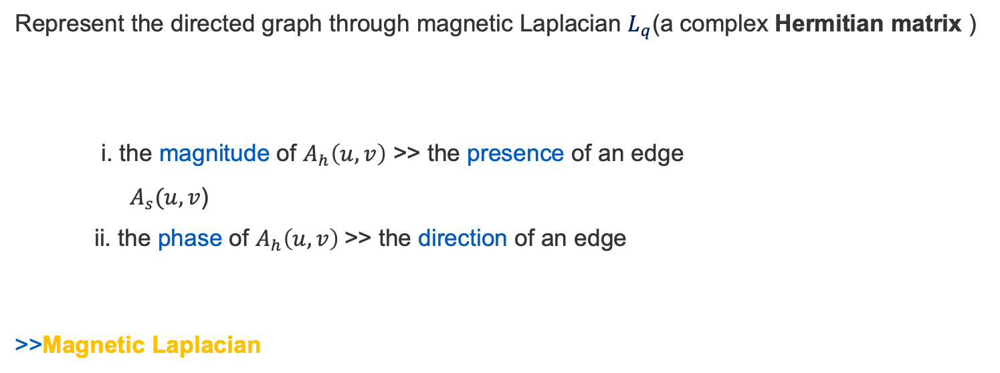 Represent the directed graph through magnetic Laplacian L_q(a complex Hermitian matrix )
i. the magnitude of A_h(u, v) >> the presence of an edge
A_s(u, v)
ii. the phase of A_h(u, v) >> the direction of an edge
>>Magnetic Laplacian